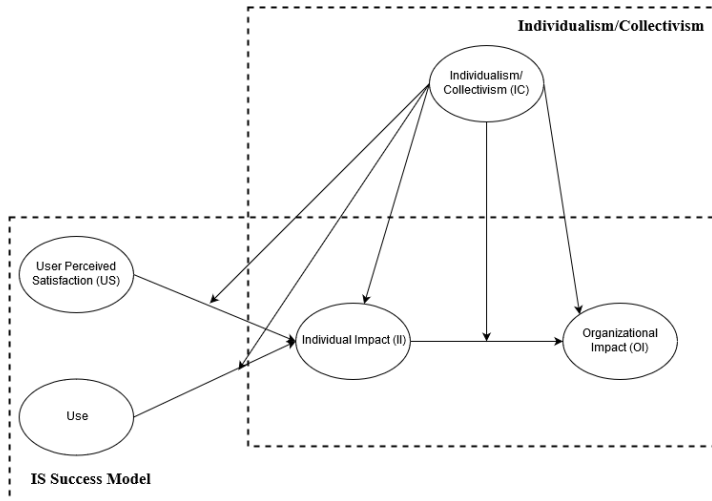 Individualism/Collectivism
Individualism/
Collectivism (IC)
User Perceived
Satisfaction (US)
Individual Impact (II)
Organizational
Impact (OI)
Use
IS Success Model